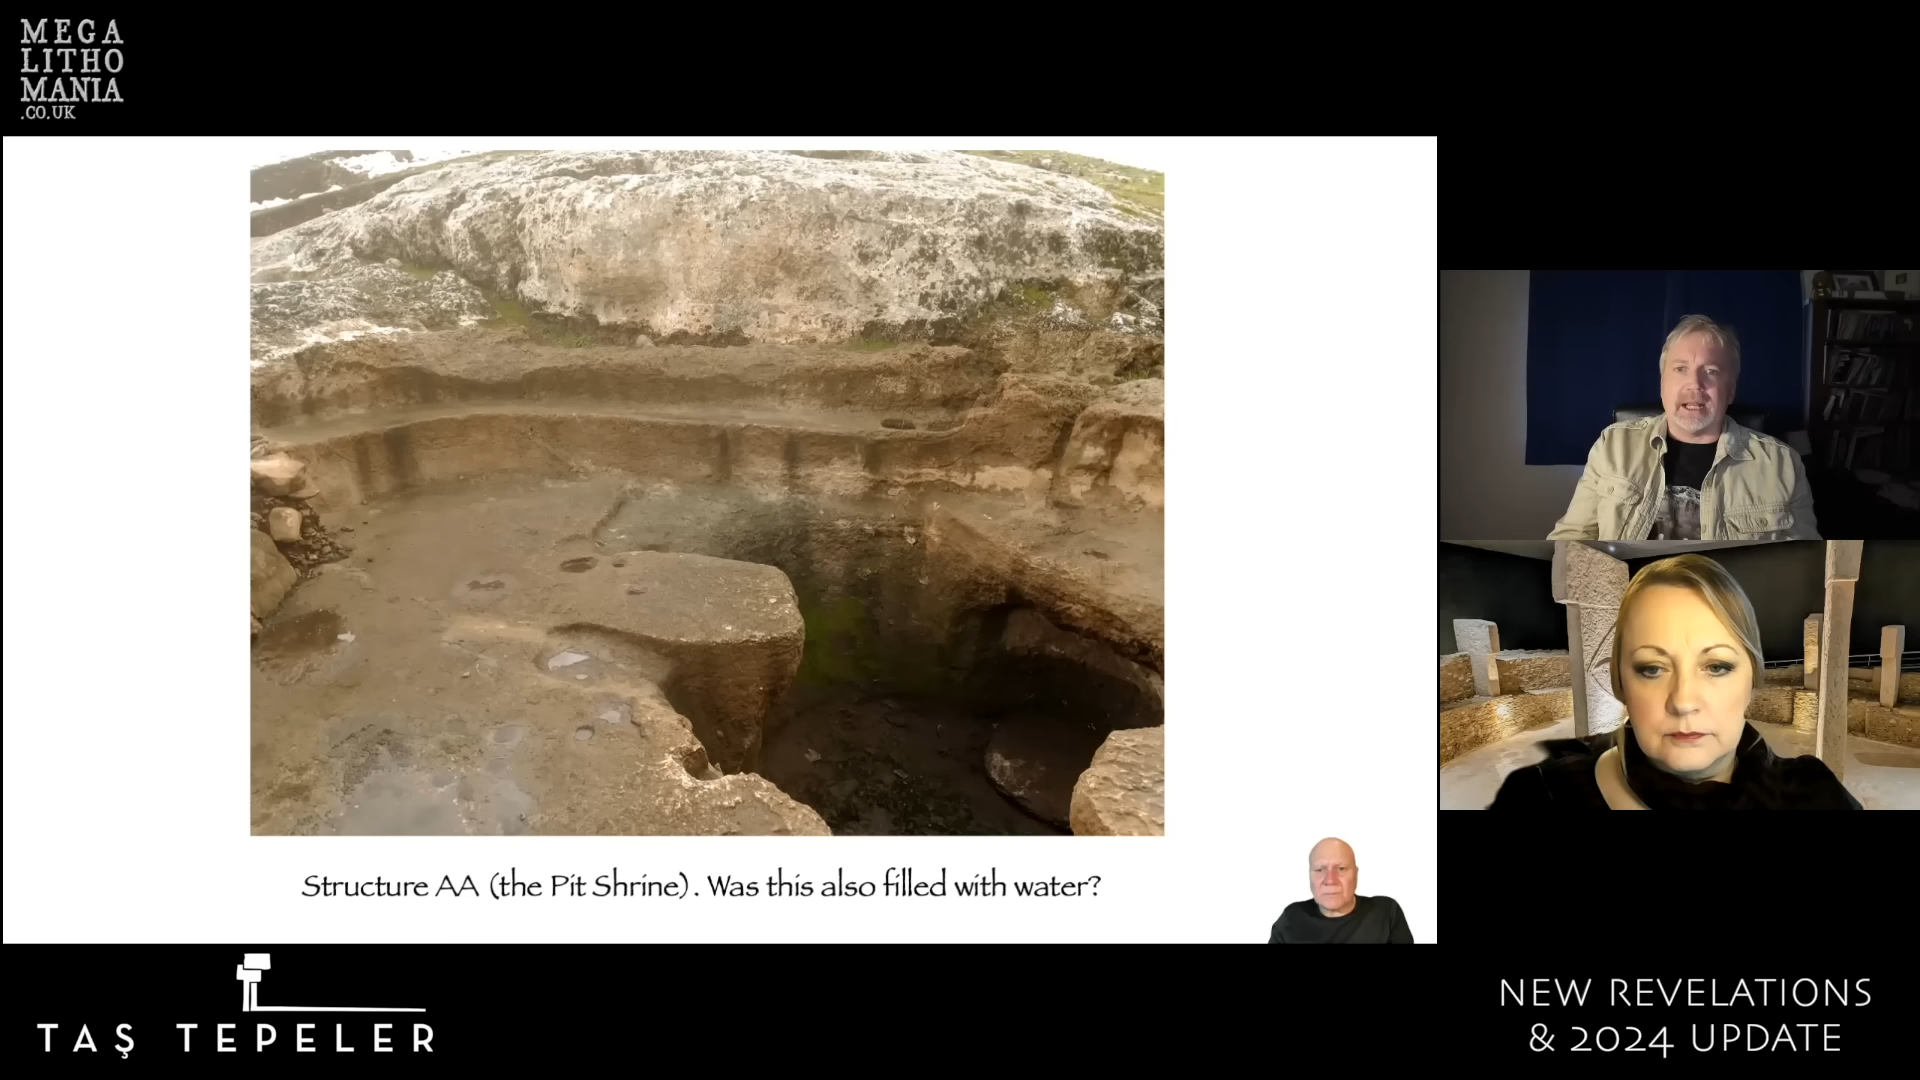 MEGA
LITHO
MANIA
.CO.UK
Structure AA (the Pit Shrine). Was this also filled with water?
TAŞ TEPELER
NEW REVELATIONS
& 2024 UPDATE